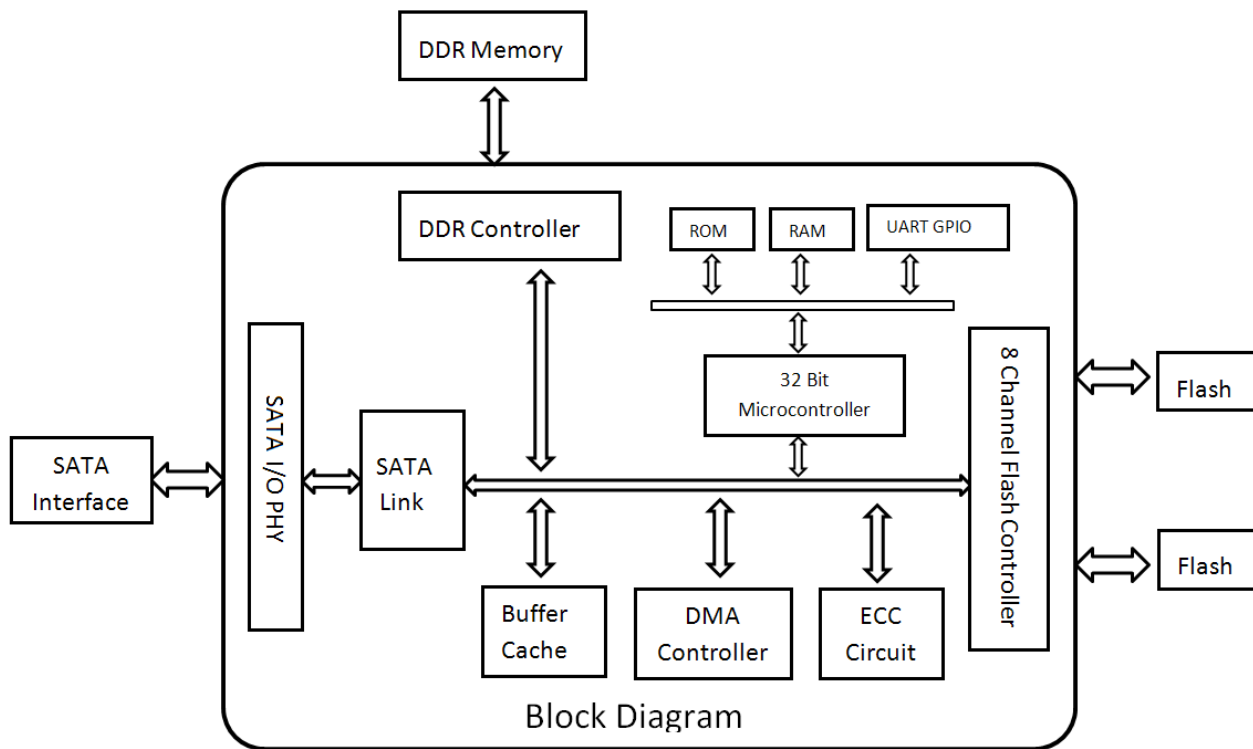 DDR Memory
DDR Controller
ROM
RAM
UART GPIO
32 Bit
Microcontroller
8 Channel Flash Controller
Flash
Flash
SATA
Interface
SATA I/O PHY
SATA
Link
Buffer
Cache
DMA
Controller
ECC
Circuit
Block Diagram